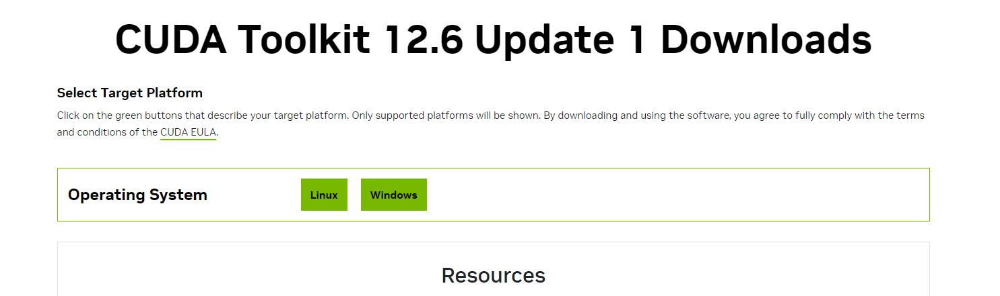 CUDA Toolkit 12.6 Update 1 Downloads
Select Target Platform
Click on the green buttons that describe your target platform. Only supported platforms will be shown. By downloading and using the software, you agree to fully comply with the terms
and conditions of the CUDA EULA.
Operating System
Linux
Windows
Resources